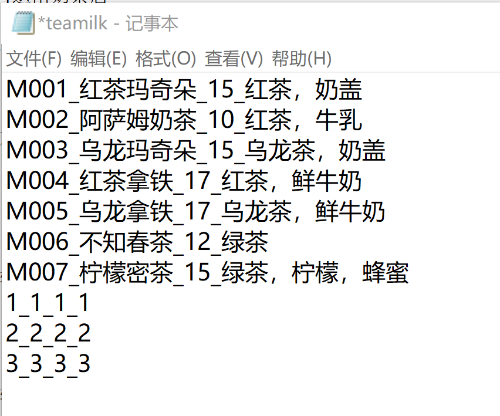 *teamilk - 记事本
文件(F) 编辑(E) 格式(O) 查看(V) 帮助(H)
M001_红茶玛奇朵_15_红茶，奶盖
M002_阿萨姆奶茶_10_红茶，牛乳
M003_乌龙玛奇朵_15_乌龙茶，奶盖
M004_红茶拿铁_17_红茶，鲜牛奶
M005_乌龙拿铁_17_乌龙茶，鲜牛奶
M006_不知春茶_12_绿茶
M007_柠檬密茶_15_绿茶，柠檬，蜂蜜
1_1_1_1
2_2_2_2
3_3_3_3